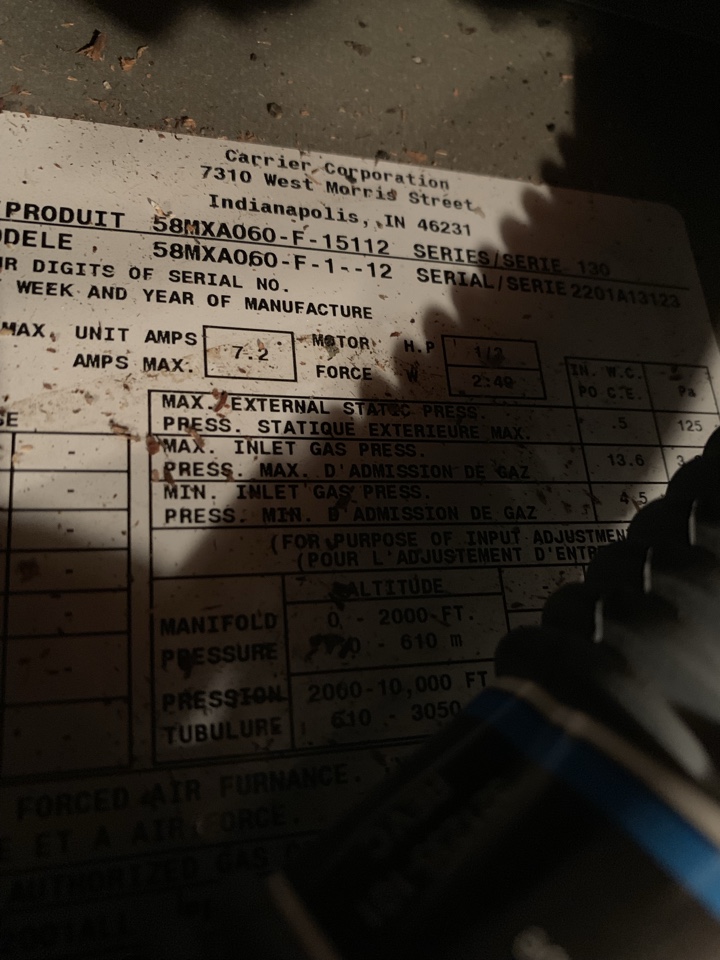 Carrier Corporation
7310 West Morris Street
Indianapolis, IN 46231
PRODUIT 58MXA060-F-15112 SERIES/SERIE 130
DELE 58MXA060-F-1--12 SERIAL/SERIE 2201A13123
R DIGITS OF SERIAL NO.
WEEK AND YEAR OF MANUFACTURE
MAX. UNIT AMPS 7.2 MOTOR H.P 1/3
AMPS MAX. FORCE W 2:49
IN. W.C.
PO C.E. Pa
MAX. EXTERNAL STATIC PRESS.
PRESS. STATIQUE EXTERIEURE MAX. .5 125
MAX. INLET GAS PRESS.
PRESS. MAX. D'ADMISSION DE GAZ 13.6
MIN. INLET GAS PRESS.
PRESS. MIN. D'ADMISSION DE GAZ 4.5
(FOR PURPOSE OF INPUT ADJUSTMEN
(POUR L'ADJUSTEMENT D'ENTR
ALTITUDE
MANIFOLD 0 - 2000-FT.
PRESSURE 0 - 610 m
PRESSION 2000-10,000 FT
TUBULURE 610 - 3050
FORCED AIR FURNANCE.
E ET A AIR FORCE.
AUTHORIZED GAS